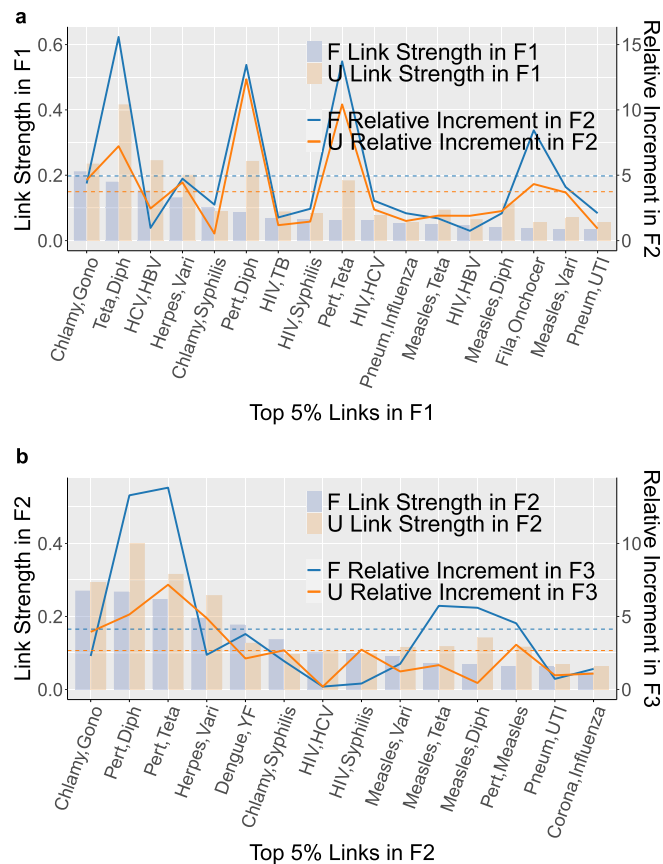 a
Link Strength in F1
0.6
0.4
0.2
0.0
F Link Strength in F1
U Link Strength in F1
F Relative Increment in F2
U Relative Increment in F2
15
10
5
0
Relative Increment in F2
Chlamy,Gono
Teta,Diph
HCV,HBV
Herpes,Vari
Chlamy,Syphilis
Pert,Diph
HIV,TB
HIV,Syphilis
Pert,Teta
HIV,HCV
Pneum,Influenza
Measles,Teta
HIV,HBV
Measles,Diph
Fila,Onchocer
Measles,Vari
Pneum,UTI
Top 5% Links in F1
b
Link Strength in F2
0.4
0.2
0.0
F Link Strength in F2
U Link Strength in F2
F Relative Increment in F3
U Relative Increment in F3
10
5
0
Relative Increment in F3
Chlamy,Gono
Pert,Diph
Pert,Teta
Herpes,Vari
Dengue,YF
Chlamy,Syphilis
HIV,HCV
HIV,Syphilis
Measles,Vari
Measles,Teta
Measles,Diph
Pert,Measles
Pneum,UTI
Corona,Influenza
Top 5% Links in F2